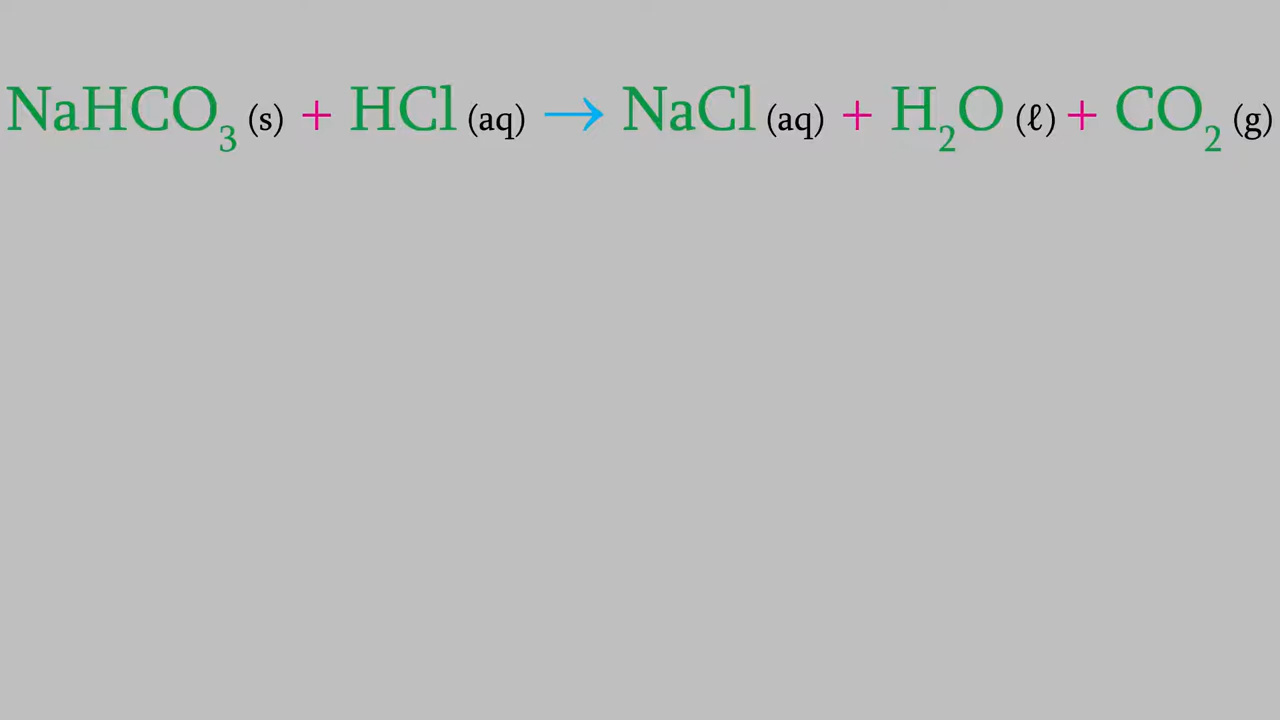 NaHCO₃ (s) + HCl (aq) → NaCl (aq) + H₂O (ℓ) + CO₂ (g)